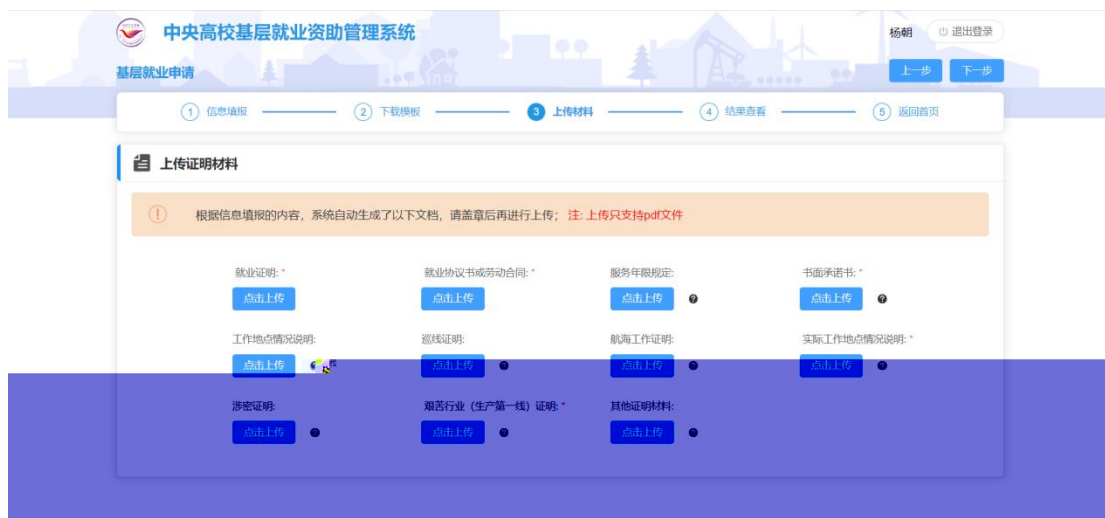 中央高校基层就业资助管理系统
杨朝 退出登录
基层就业申请 上一步 下一步
1 信息填报 2 下载模板 3 上传材料 4 结果查看 5 返回首页
上传证明材料
根据信息填报的内容，系统自动生成了以下文档，请盖章后再进行上传；注: 上传只支持pdf文件
就业证明: * 就业协议书或劳动合同: * 服务年限规定: 书面承诺书: *
点击上传 点击上传 点击上传 点击上传
工作地点情况说明: 巡线证明: 航海工作证明: 实际工作地点情况说明: *
点击上传 点击上传 点击上传 点击上传
涉密证明: 艰苦行业（生产第一线）证明: * 其他证明材料:
点击上传 点击上传 点击上传